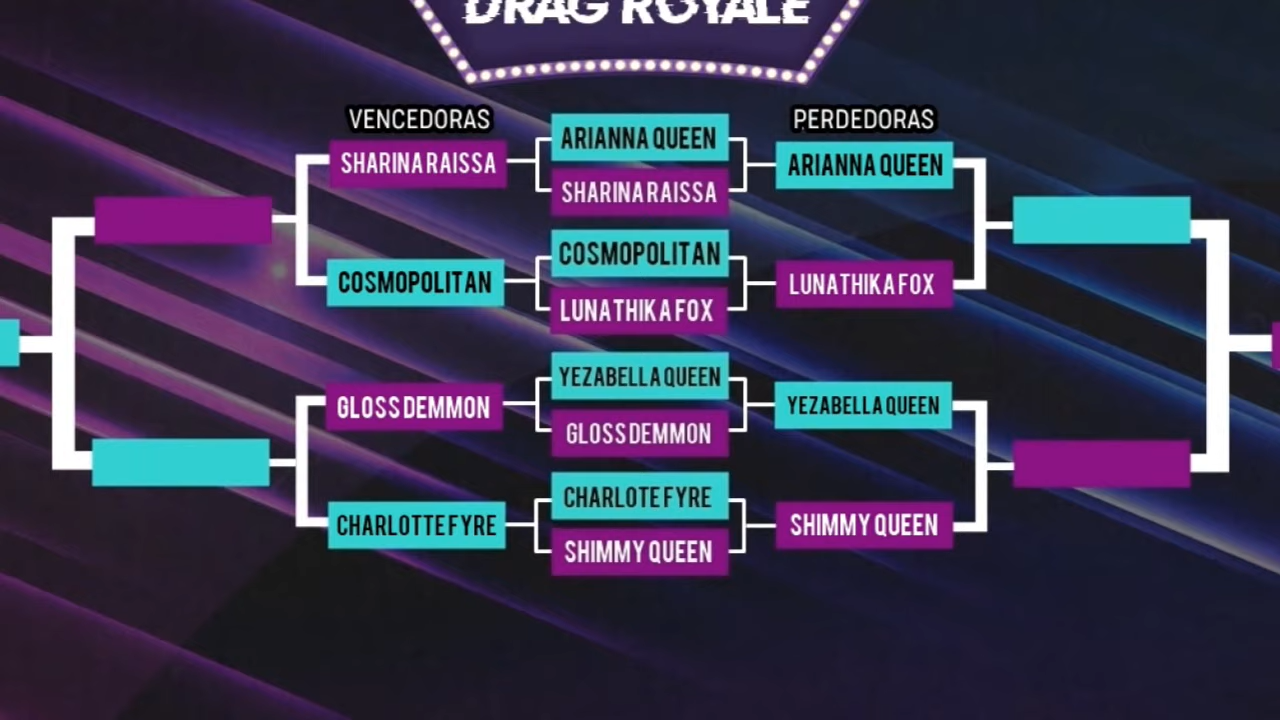 DRAG ROYALE
VENCEDORAS
PERDEDORAS
SHARINA RAISSA
ARIANNA QUEEN
SHARINA RAISSA
ARIANNA QUEEN
COSMOPOLITAN
COSMOPOLITAN
LUNATHIKA FOX
LUNATHIKA FOX
GLOSS DEMMON
YEZABELLA QUEEN
GLOSS DEMMON
YEZABELLA QUEEN
CHARLOTTE FYRE
CHARLOTE FYRE
SHIMMY QUEEN
SHIMMY QUEEN